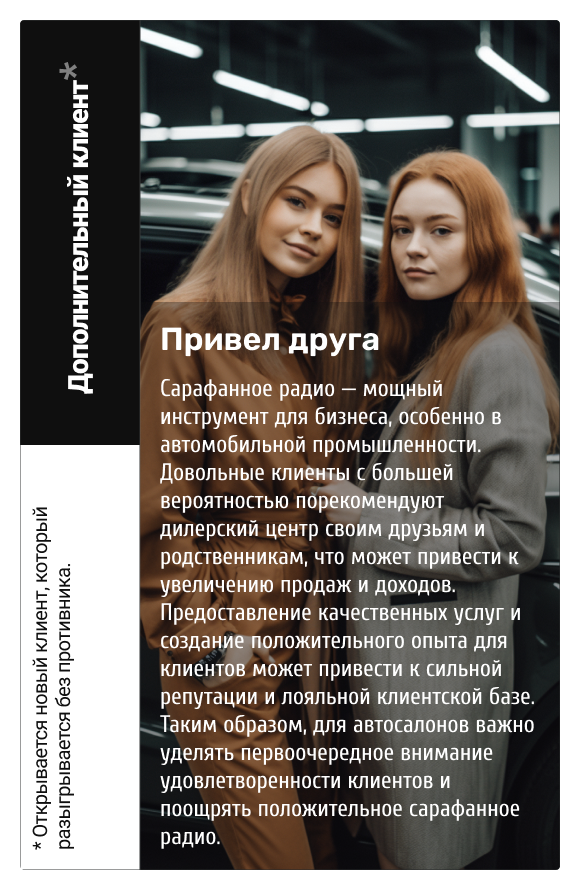 Дополнительный клиент*
* Открывается новый клиент, который
разыгрывается без противника.
Привел друга
Сарафанное радио — мощный
инструмент для бизнеса, особенно в
автомобильной промышленности.
Довольные клиенты с большей
вероятностью порекомендуют
дилерский центр своим друзьям и
родственникам, что может привести к
увеличению продаж и доходов.
Предоставление качественных услуг и
создание положительного опыта для
клиентов может привести к сильной
репутации и лояльной клиентской базе.
Таким образом, для автосалонов важно
уделять первоочередное внимание
удовлетворенности клиентов и
поощрять положительное сарафанное
радио.